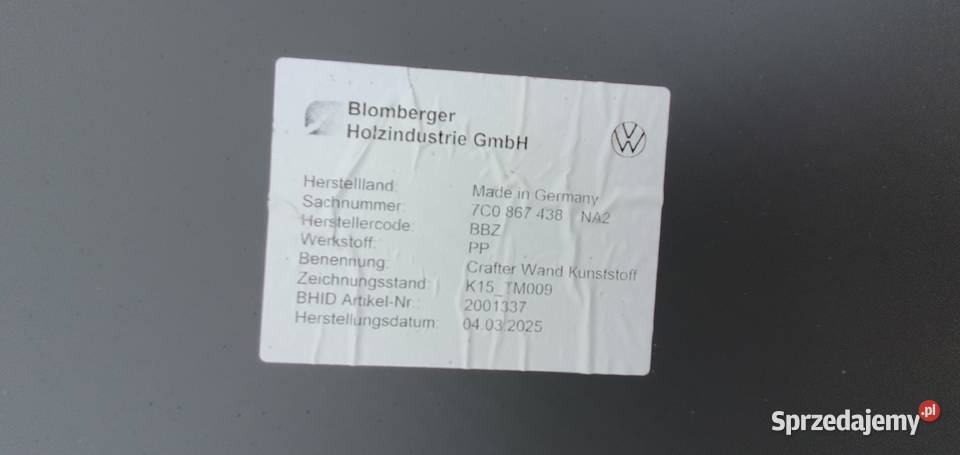 Blomberger
Holzindustrie GmbH
Herstellland: Made in Germany
Sachnummer: 7C0 867 438 NA2
Herstellercode: BBZ
Werkstoff: PP
Benennung: Crafter Wand Kunststoff
Zeichnungsstand: K15_TM009
BHID Artikel-Nr.: 2001337
Herstellungsdatum: 04.03.2025
Sprzedajemy.pl